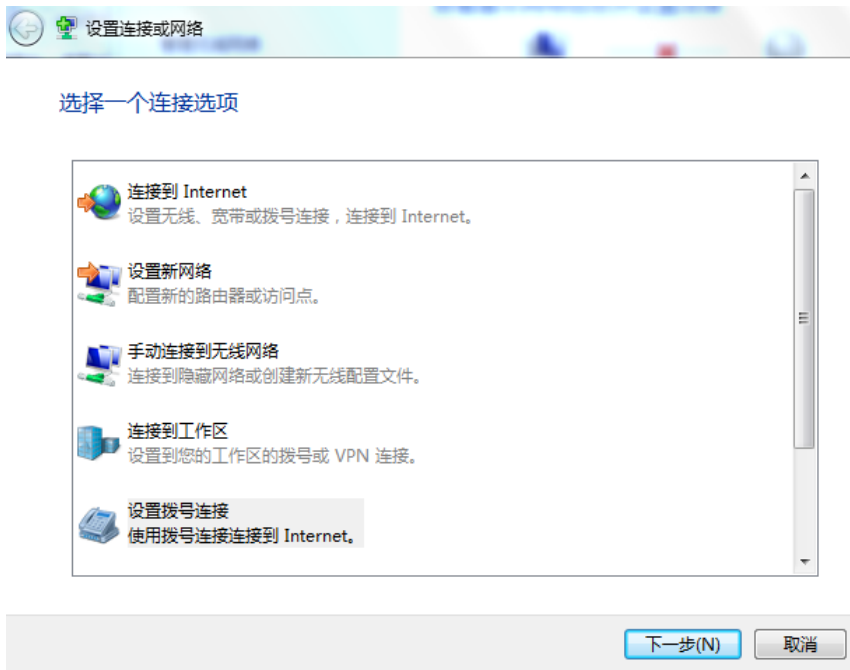 设置连接或网络
选择一个连接选项
连接到 Internet
设置无线、宽带或拨号连接，连接到 Internet。
设置新网络
配置新的路由器或访问点。
手动连接到无线网络
连接到隐藏网络或创建新无线配置文件。
连接到工作区
设置到您的工作区的拨号或 VPN 连接。
设置拨号连接
使用拨号连接连接到 Internet。
下一步(N)
取消